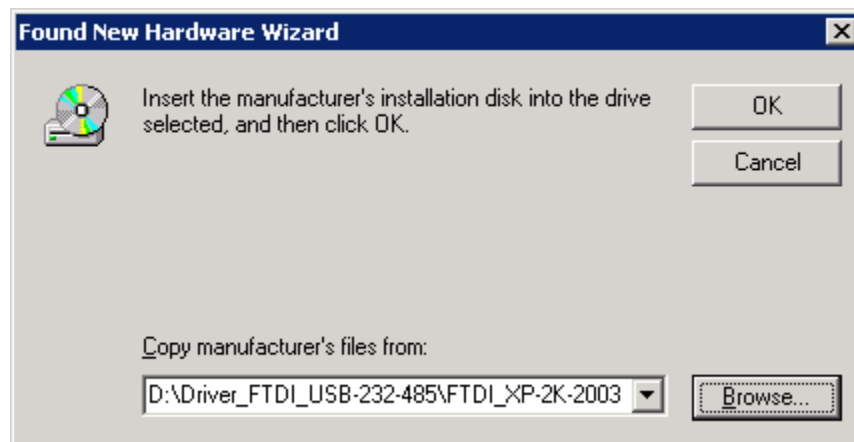 Found New Hardware Wizard
Insert the manufacturer's installation disk into the drive
selected, and then click OK.
OK
Cancel
Copy manufacturer's files from:
D:\Driver_FTDI_USB-232-485\FTDI_XP-2K-2003
Browse...